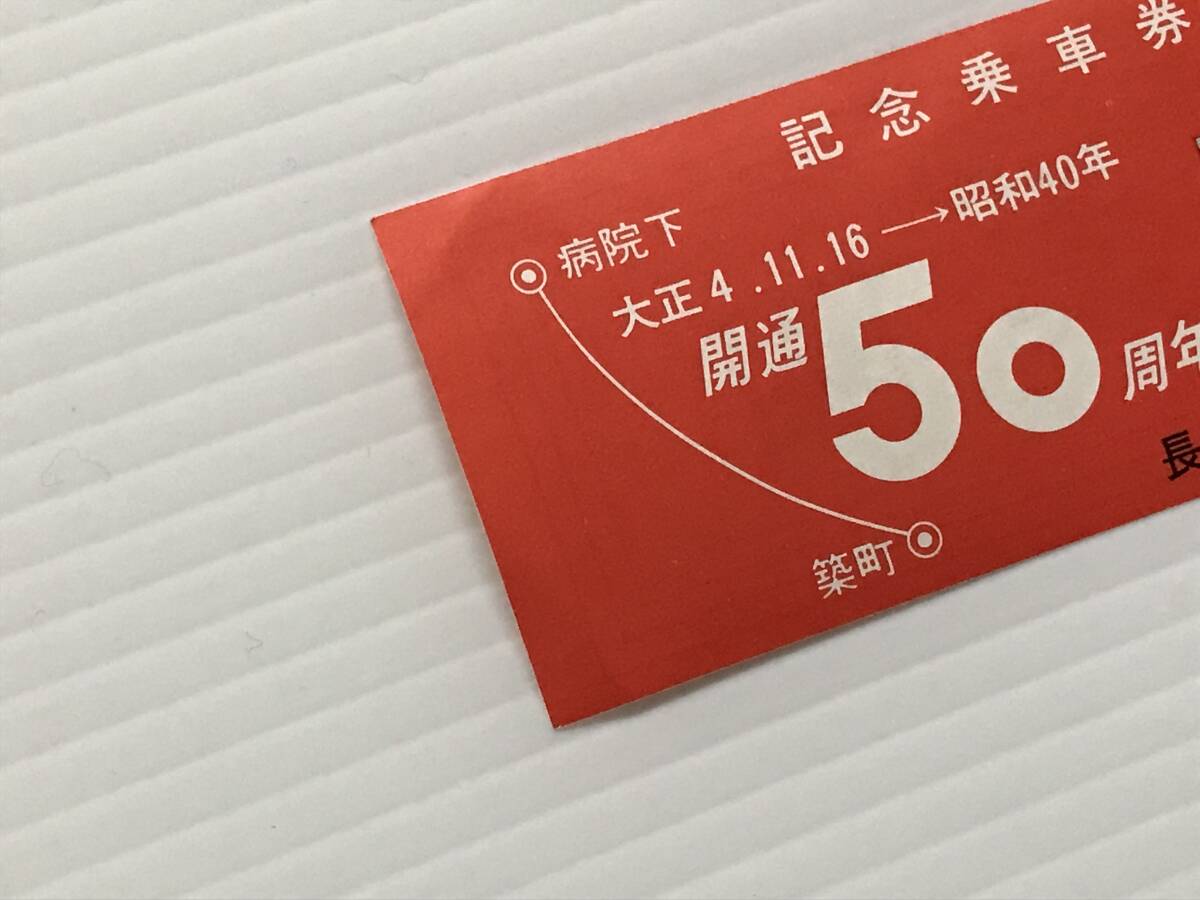 記念乗車券
病院下
大正4.11.16→昭和40年
開通50周年
築町
長